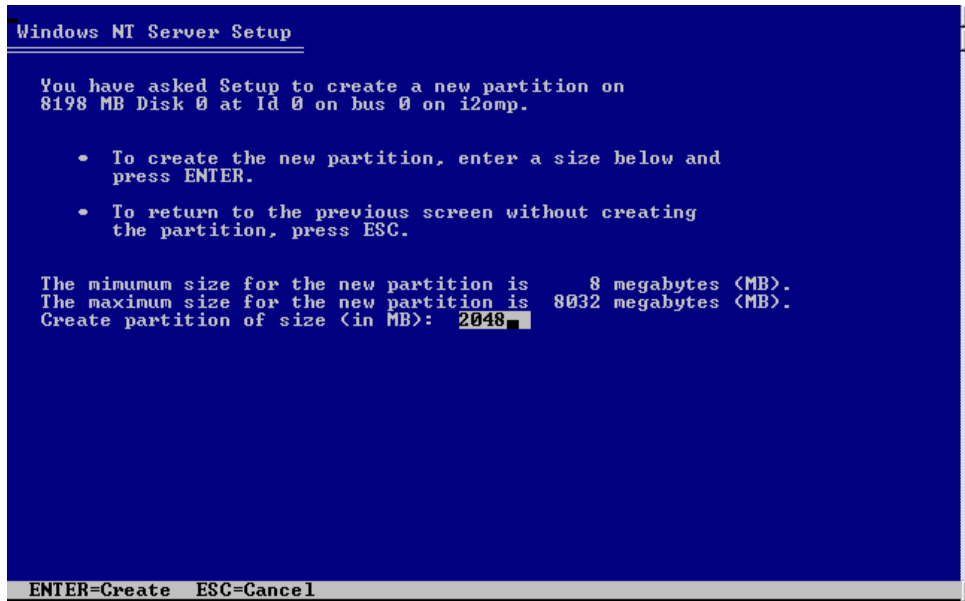 Windows NT Server Setup
You have asked Setup to create a new partition on
8198 MB Disk 0 at Id 0 on bus 0 on i2omp.
• To create the new partition, enter a size below and
press ENTER.
• To return to the previous screen without creating
the partition, press ESC.
The mimumum size for the new partition is 8 megabytes (MB).
The maximum size for the new partition is 8032 megabytes (MB).
Create partition of size (in MB): 2048
ENTER=Create ESC=Cancel